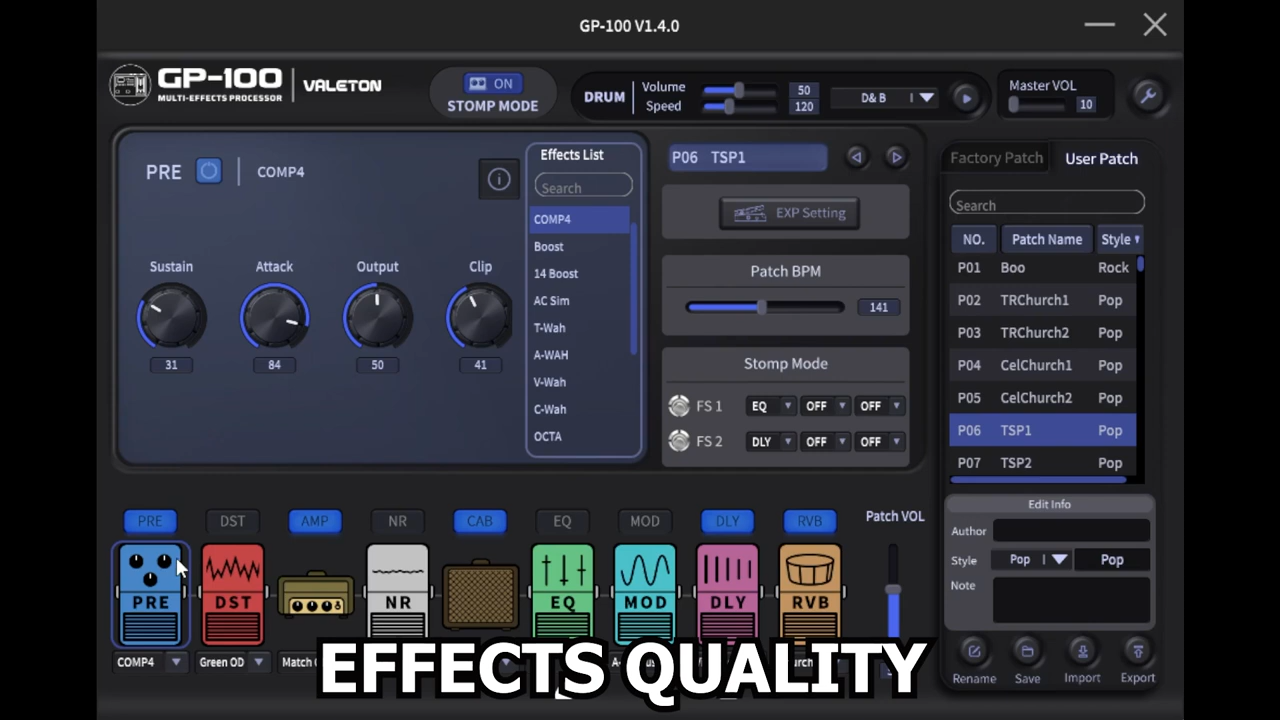 GP-100 V1.4.0
GP-100
MULTI-EFFECTS PROCESSOR
VALETON
ON
STOMP MODE
DRUM
Volume
50
Speed
120
D&B
Master VOL
10
PRE
COMP4
Effects List
Search
COMP4
Boost
14 Boost
AC Sim
T-Wah
A-WAH
V-Wah
C-Wah
OCTA
Sustain
Attack
Output
Clip
31
84
50
41
P06 TSP1
EXP Setting
Patch BPM
141
Stomp Mode
FS 1 EQ OFF OFF
FS 2 DLY OFF OFF
Factory Patch
User Patch
Search
NO. Patch Name Style
P01 Boo Rock
P02 TRChurch1 Pop
P03 TRChurch2 Pop
P04 CelChurch1 Pop
P05 CelChurch2 Pop
P06 TSP1 Pop
P07 TSP2 Pop
Edit Info
Author
Style Pop Pop
Note
Rename Save Import Export
PRE DST AMP NR CAB EQ MOD DLY RVB
Patch VOL
PRE DST NR EQ MOD DLY RVB
COMP4 Green OD Match
EFFECTS QUALITY